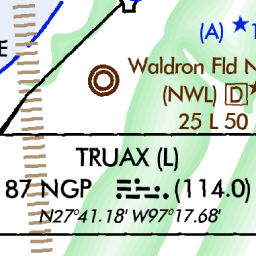 E
(A) ★
Waldron Fld N
(NWL) D
25 L 50
TRUAX (L)
87 NGP (114.0)
N27°41.18' W97°17.68'